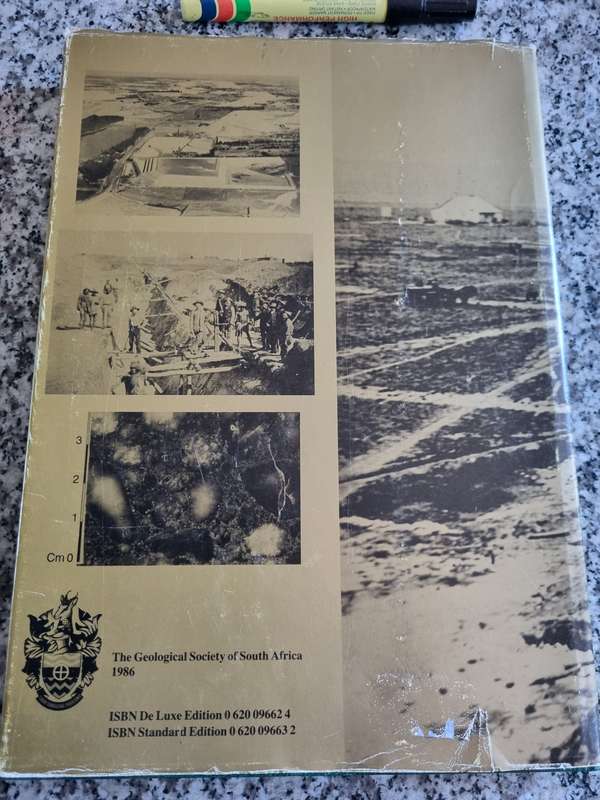 HIGH PERFORMANCE
3
2
1
Cm 0
The Geological Society of South Africa
1986
ISBN De Luxe Edition 0 620 09662 4
ISBN Standard Edition 0 620 09663 2